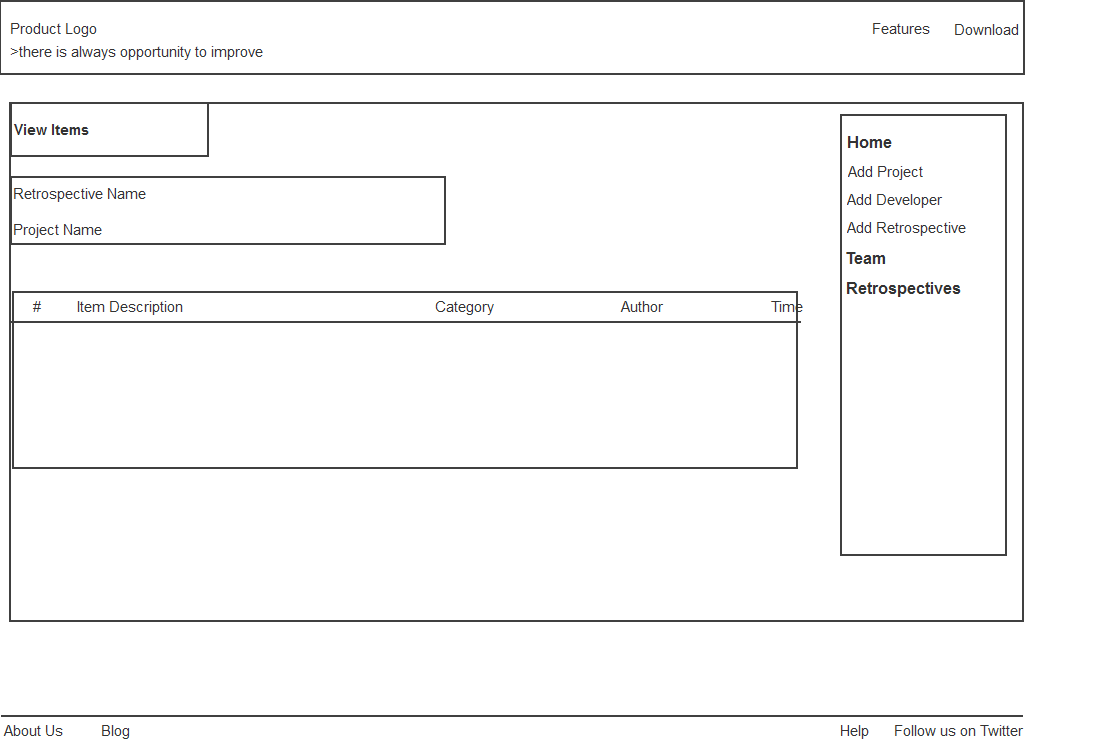 Product Logo
Features Download
>there is always opportunity to improve
View Items
Retrospective Name
Project Name
# Item Description Category Author Time
Home
Add Project
Add Developer
Add Retrospective
Team
Retrospectives
About Us Blog Help Follow us on Twitter